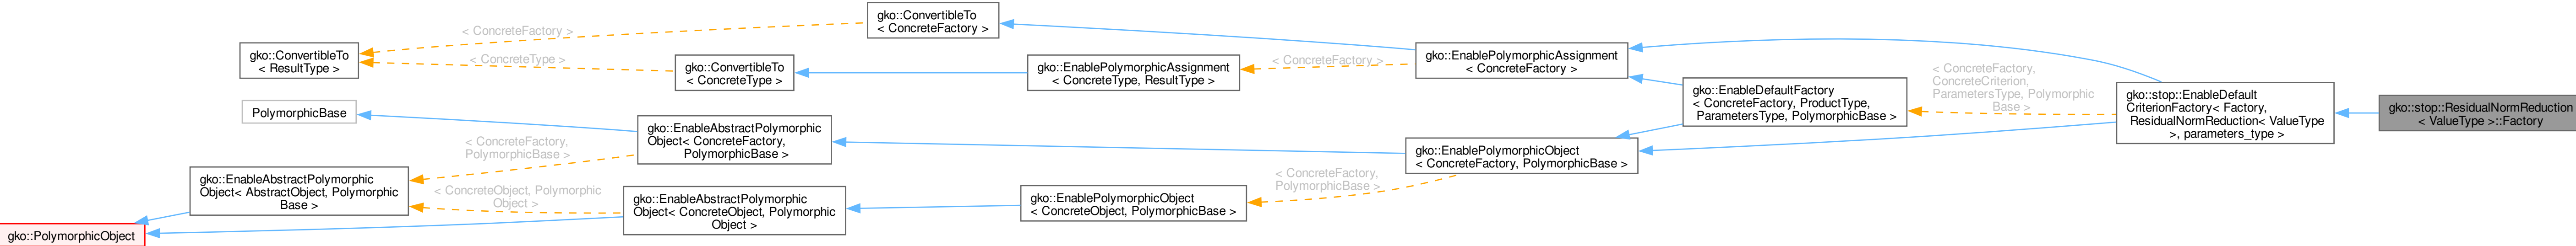 gko::ConvertibleTo
< ConcreteFactory >
< ConcreteFactory >
gko::ConvertibleTo
< ResultType >
< ConcreteType >
gko::ConvertibleTo
< ConcreteType >
gko::EnablePolymorphicAssignment
< ConcreteType, ResultType >
< ConcreteFactory >
gko::EnablePolymorphicAssignment
< ConcreteFactory >
gko::EnableDefaultFactory
< ConcreteFactory, ProductType,
ParametersType, PolymorphicBase >
< ConcreteFactory,
ConcreteCriterion,
ParametersType, Polymorphic
Base >
gko::stop::EnableDefault
CriterionFactory< Factory,
ResidualNormReduction< ValueType
>, parameters_type >
gko::stop::ResidualNormReduction
< ValueType >::Factory
PolymorphicBase
gko::EnableAbstractPolymorphic
Object< ConcreteFactory,
PolymorphicBase >
< ConcreteFactory,
PolymorphicBase >
gko::EnablePolymorphicObject
< ConcreteFactory, PolymorphicBase >
gko::EnableAbstractPolymorphic
Object< AbstractObject, Polymorphic
Base >
< ConcreteObject, Polymorphic
Object >
gko::EnableAbstractPolymorphic
Object< ConcreteObject, Polymorphic
Object >
gko::EnablePolymorphicObject
< ConcreteObject, PolymorphicBase >
< ConcreteFactory,
PolymorphicBase >
gko::PolymorphicObject